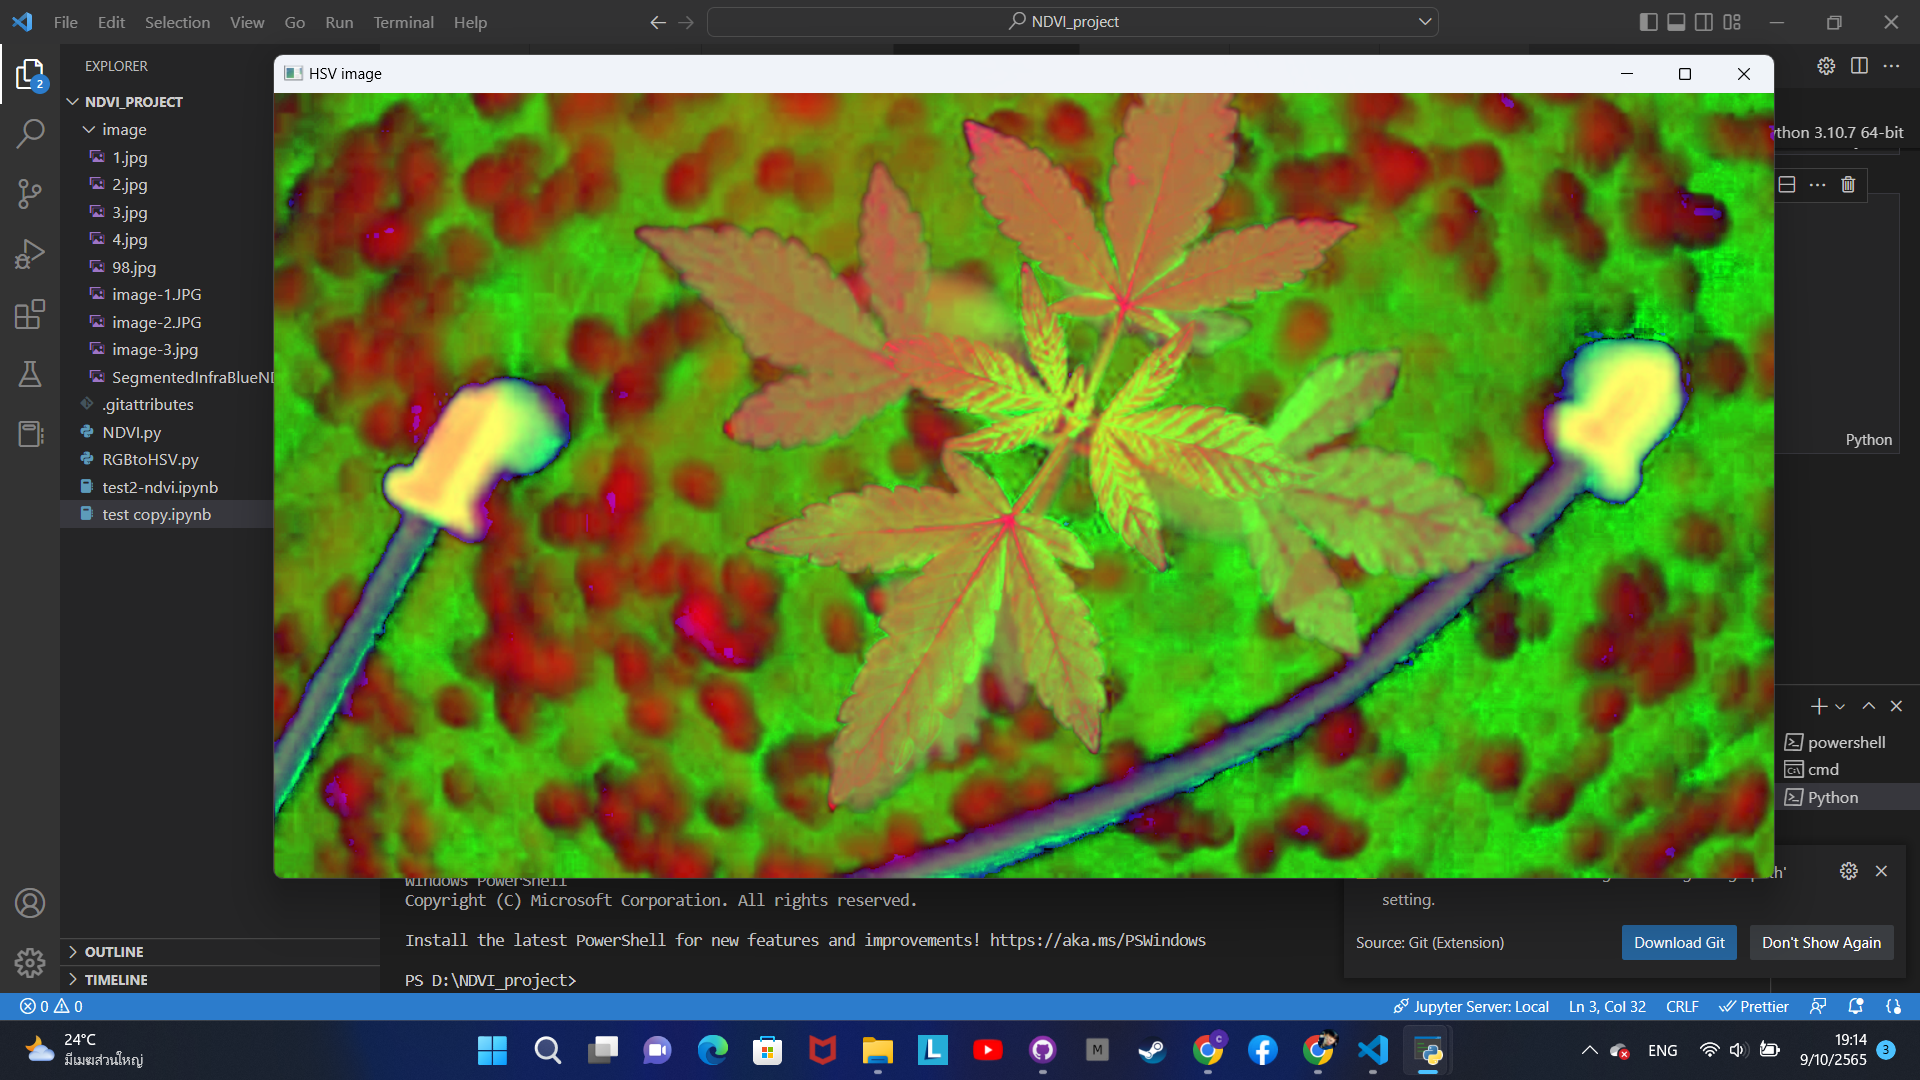 File Edit Selection View Go Run Terminal Help
NDVI_project
EXPLORER
2
NDVI_PROJECT
image
1.jpg
2.jpg
3.jpg
4.jpg
98.jpg
image-1.JPG
image-2.JPG
image-3.jpg
SegmentedInfraBlueND
.gitattributes
NDVI.py
RGBtoHSV.py
test2-ndvi.ipynb
test copy.ipynb
OUTLINE
TIMELINE
HSV image
ython 3.10.7 64-bit
Python
powershell
cmd
Python
Windows PowerShell
Copyright (C) Microsoft Corporation. All rights reserved.
Install the latest PowerShell for new features and improvements! https://aka.ms/PSWindows
PS D:\NDVI_project>
setting.
Source: Git (Extension)
Download Git
Don't Show Again
0 0
Jupyter Server: Local Ln 3, Col 32 CRLF Prettier
24°C
มีเมฆส่วนใหญ่
L
M
C
ENG
19:14
9/10/2565
3